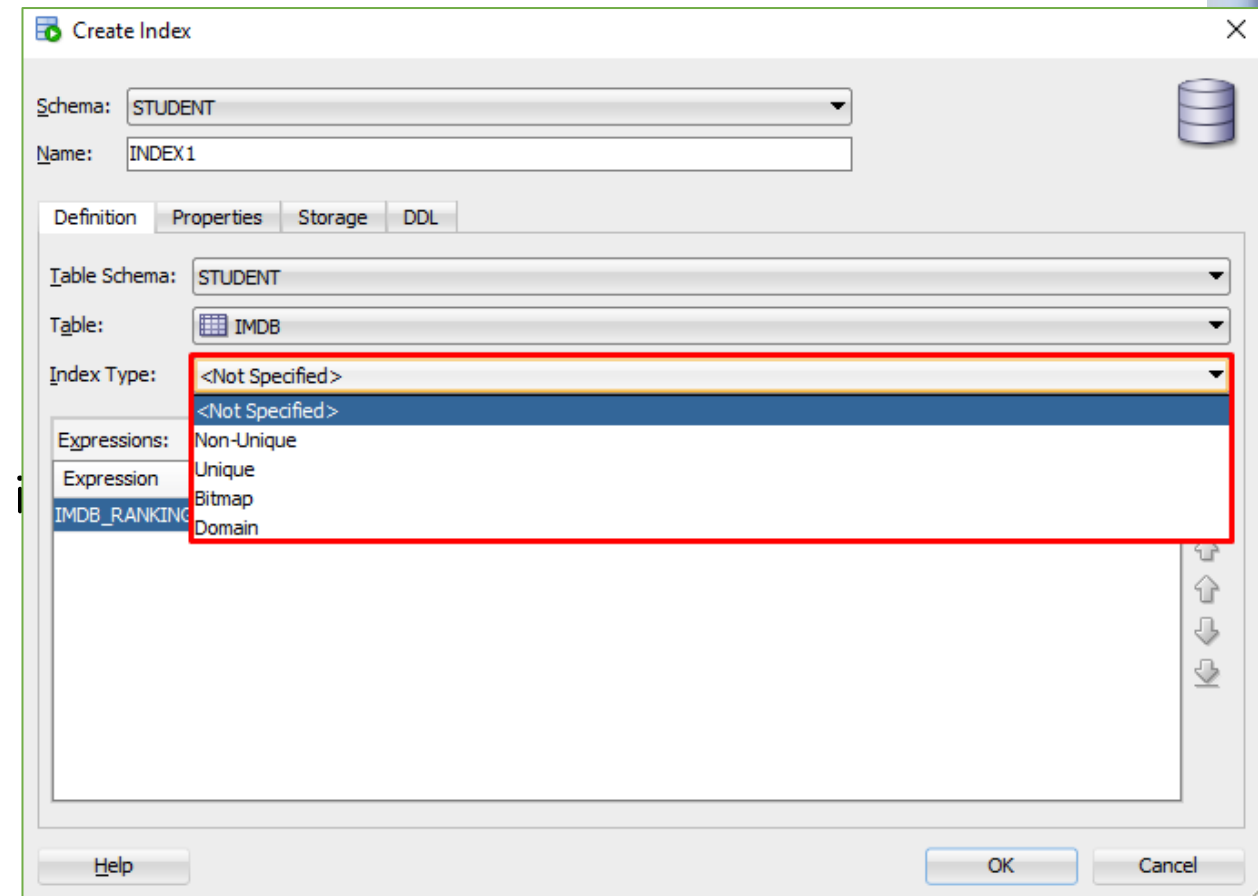 Create Index
Schema: STUDENT
Name: INDEX1
Definition Properties Storage DDL
Table Schema: STUDENT
Table: IMDB
Index Type: <Not Specified>
<Not Specified>
Expressions: Non-Unique
Unique
Expression
Bitmap
IMDB_RANKING
Domain
Help OK Cancel